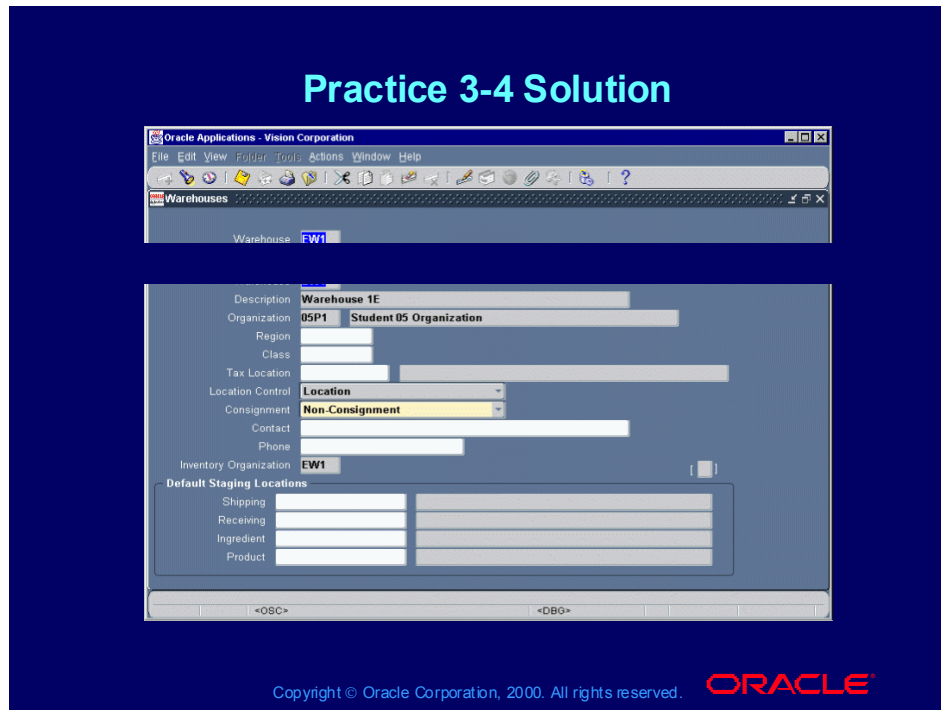 Practice 3-4 Solution
Oracle Applications - Vision Corporation
File Edit View Folder Tools Actions Window Help
Warehouses
Warehouse EW1
Description Warehouse 1E
Organization 05P1 Student 05 Organization
Region
Class
Tax Location
Location Control Location
Consignment Non-Consignment
Contact
Phone
Inventory Organization EW1
[ ]
Default Staging Locations
Shipping
Receiving
Ingredient
Product
<OSC> <DBG>
Copyright © Oracle Corporation, 2000. All rights reserved. ORACLE®